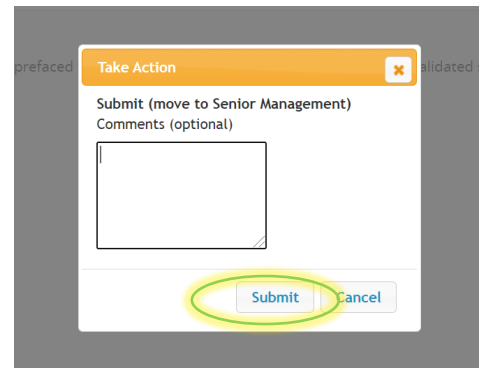 prefaced
alidated
Take Action
Submit (move to Senior Management)
Comments (optional)
Submit Cancel